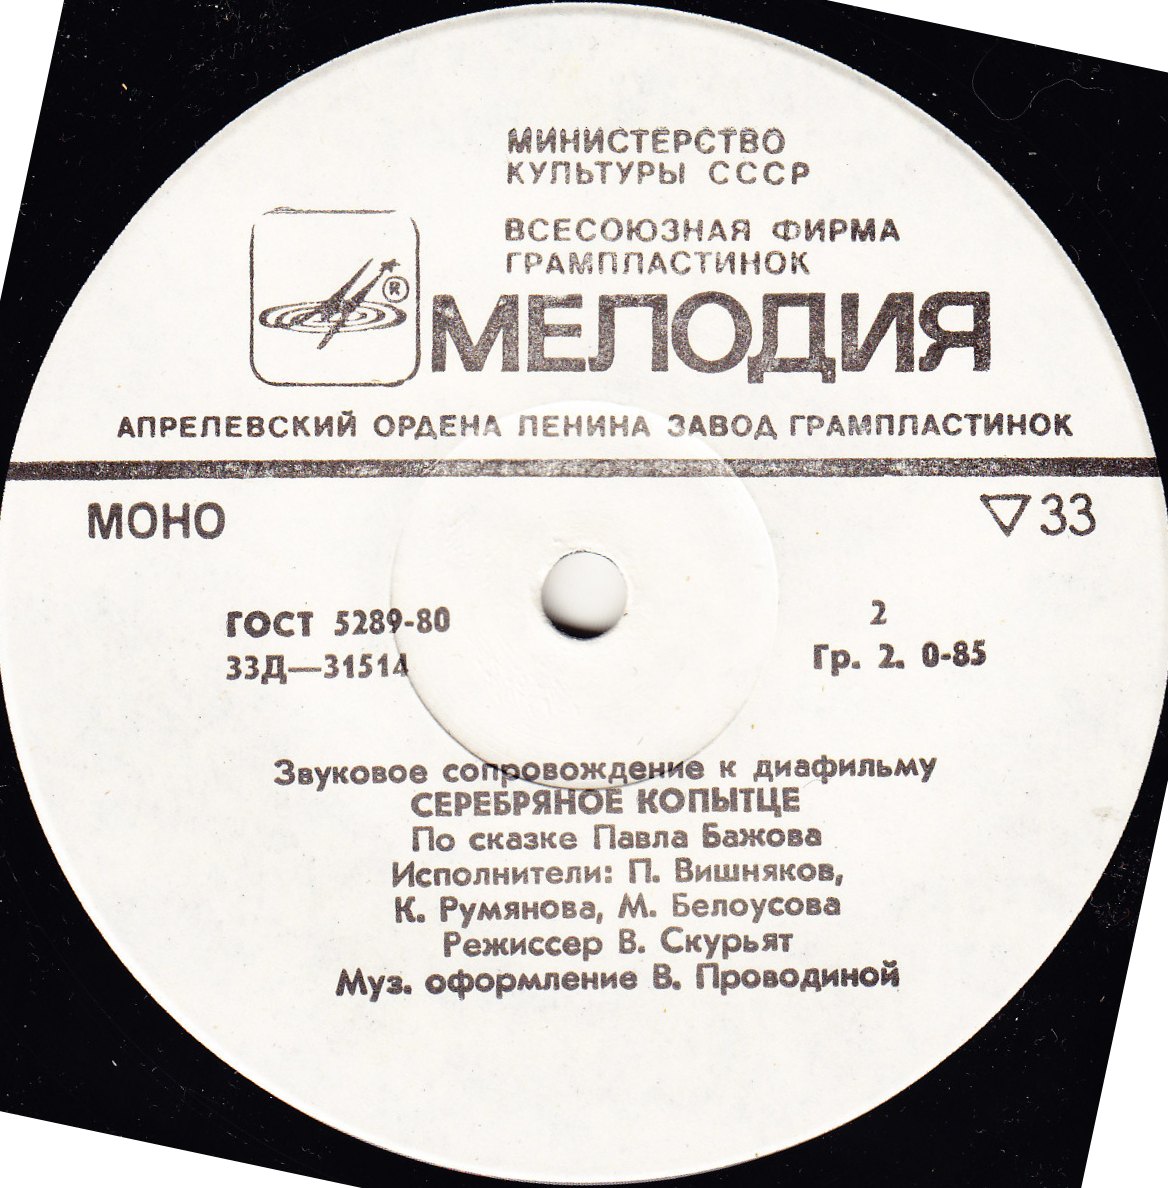 МИНИСТЕРСТВО
КУЛЬТУРЫ СССР
ВСЕСОЮЗНАЯ ФИРМА
ГРАМПЛАСТИНОК
®
МЕЛОДИЯ
АПРЕЛЕВСКИЙ ОРДЕНА ЛЕНИНА ЗАВОД ГРАМПЛАСТИНОК
МОНО
▽33
ГОСТ 5289-80
2
33Д—31514
Гр. 2. 0-85
Звуковое сопровождение к диафильму
СЕРЕБРЯНОЕ КОПЫТЦЕ
По сказке Павла Бажова
Исполнители: П. Вишняков,
К. Румянова, М. Белоусова
Режиссер В. Скурьят
Муз. оформление В. Проводиной